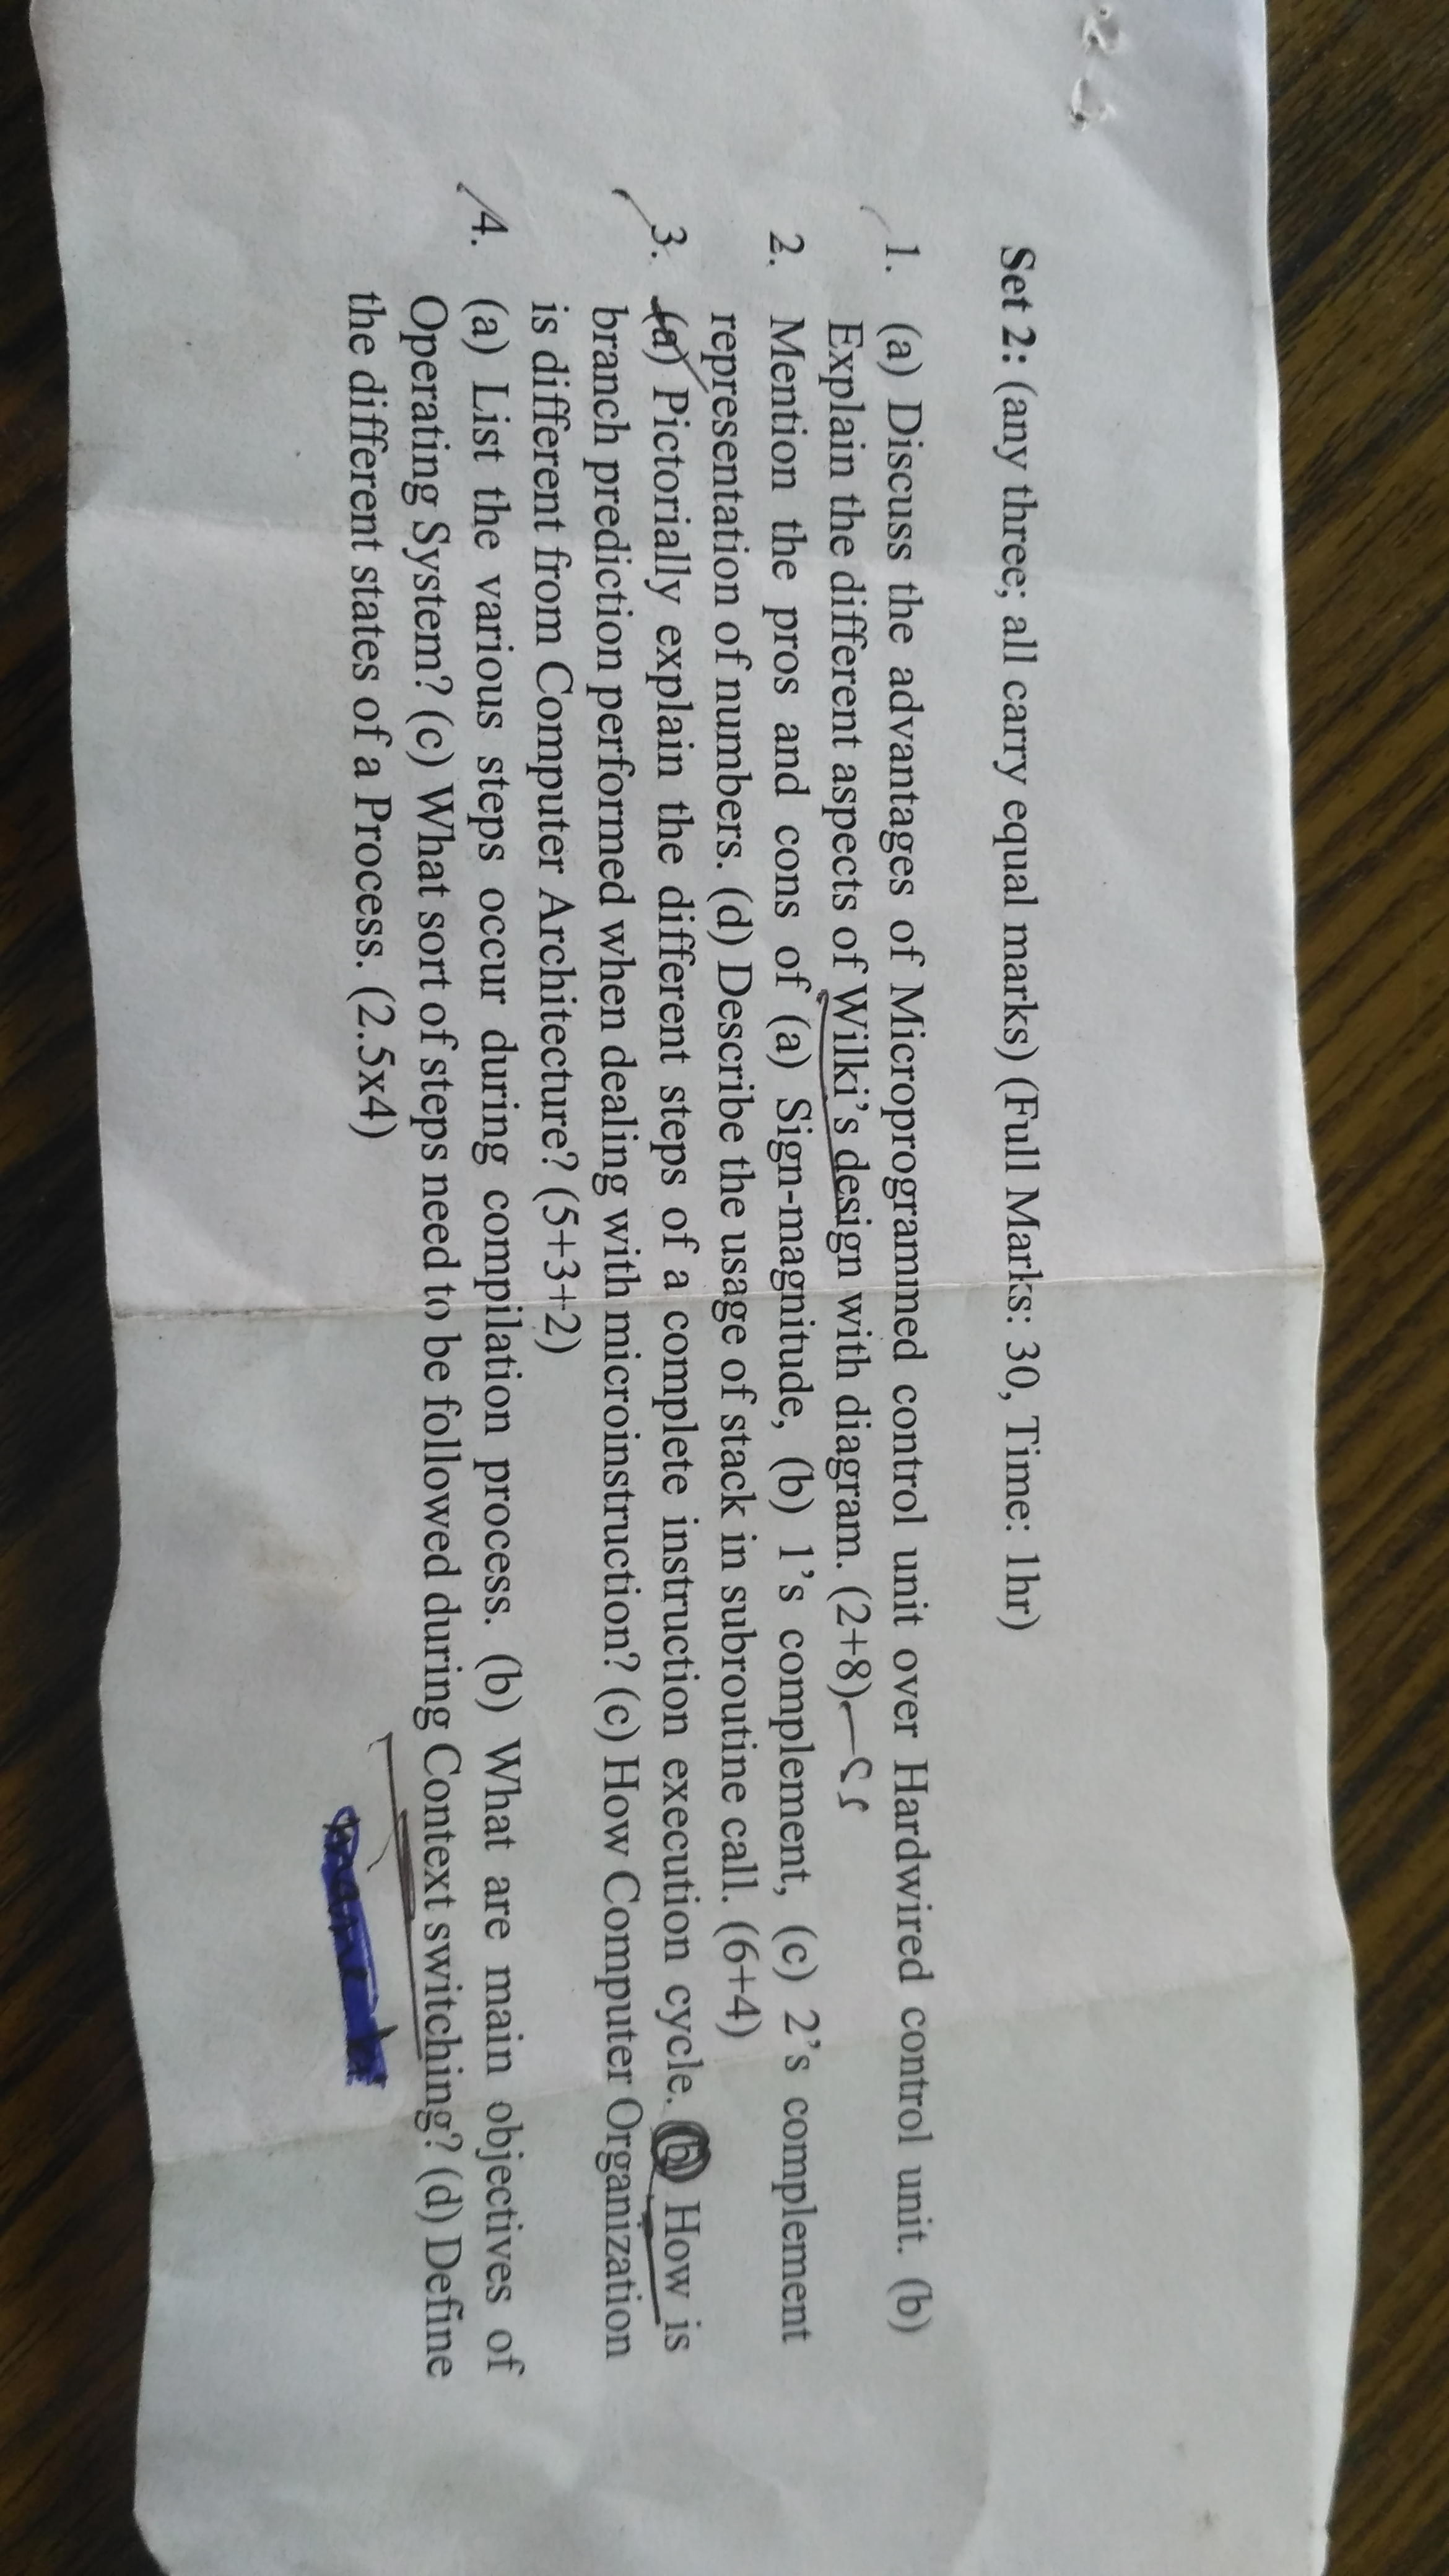 Set 2: (any three; all carry equal marks) (Full Marks: 30, Time: 1hr)
1. (a) Discuss the advantages of Microprogrammed control unit over Hardwired control unit. (b)
Explain the different aspects of Wilki's design with diagram. (2+8)
2. Mention the pros and cons of (a) Sign-magnitude, (b) 1's complement, (c) 2's complement
representation of numbers. (d) Describe the usage of stack in subroutine call. (6+4)
3. (a) Pictorially explain the different steps of a complete instruction execution cycle. (b) How is
branch prediction performed when dealing with microinstruction? (c) How Computer Organization
is different from Computer Architecture? (5+3+2)
4. (a) List the various steps occur during compilation process. (b) What are main objectives of
Operating System? (c) What sort of steps need to be followed during Context switching? (d) Define
the different states of a Process. (2.5x4)